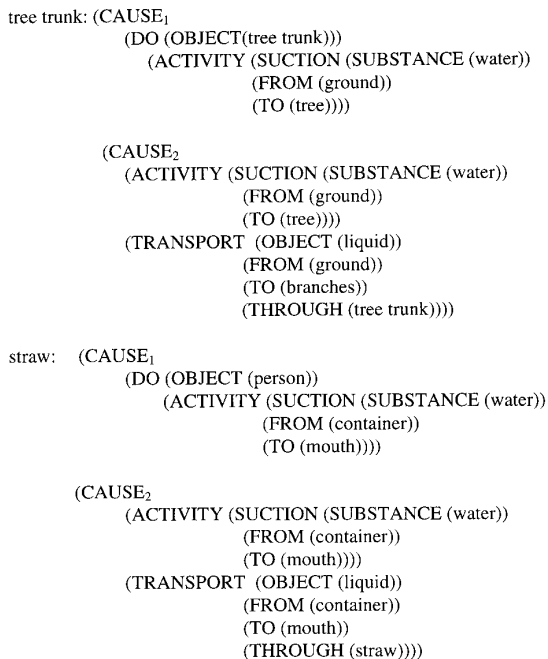 tree trunk: (CAUSE₁
(DO (OBJECT(tree trunk)))
(ACTIVITY (SUCTION (SUBSTANCE (water))
(FROM (ground))
(TO (tree))))
(CAUSE₂
(ACTIVITY (SUCTION (SUBSTANCE (water))
(FROM (ground))
(TO (tree))))
(TRANSPORT (OBJECT (liquid))
(FROM (ground))
(TO (branches))
(THROUGH (tree trunk))))
straw: (CAUSE₁
(DO (OBJECT (person))
(ACTIVITY (SUCTION (SUBSTANCE (water))
(FROM (container))
(TO (mouth))))
(CAUSE₂
(ACTIVITY (SUCTION (SUBSTANCE (water))
(FROM (container))
(TO (mouth))))
(TRANSPORT (OBJECT (liquid))
(FROM (container))
(TO (mouth))
(THROUGH (straw))))